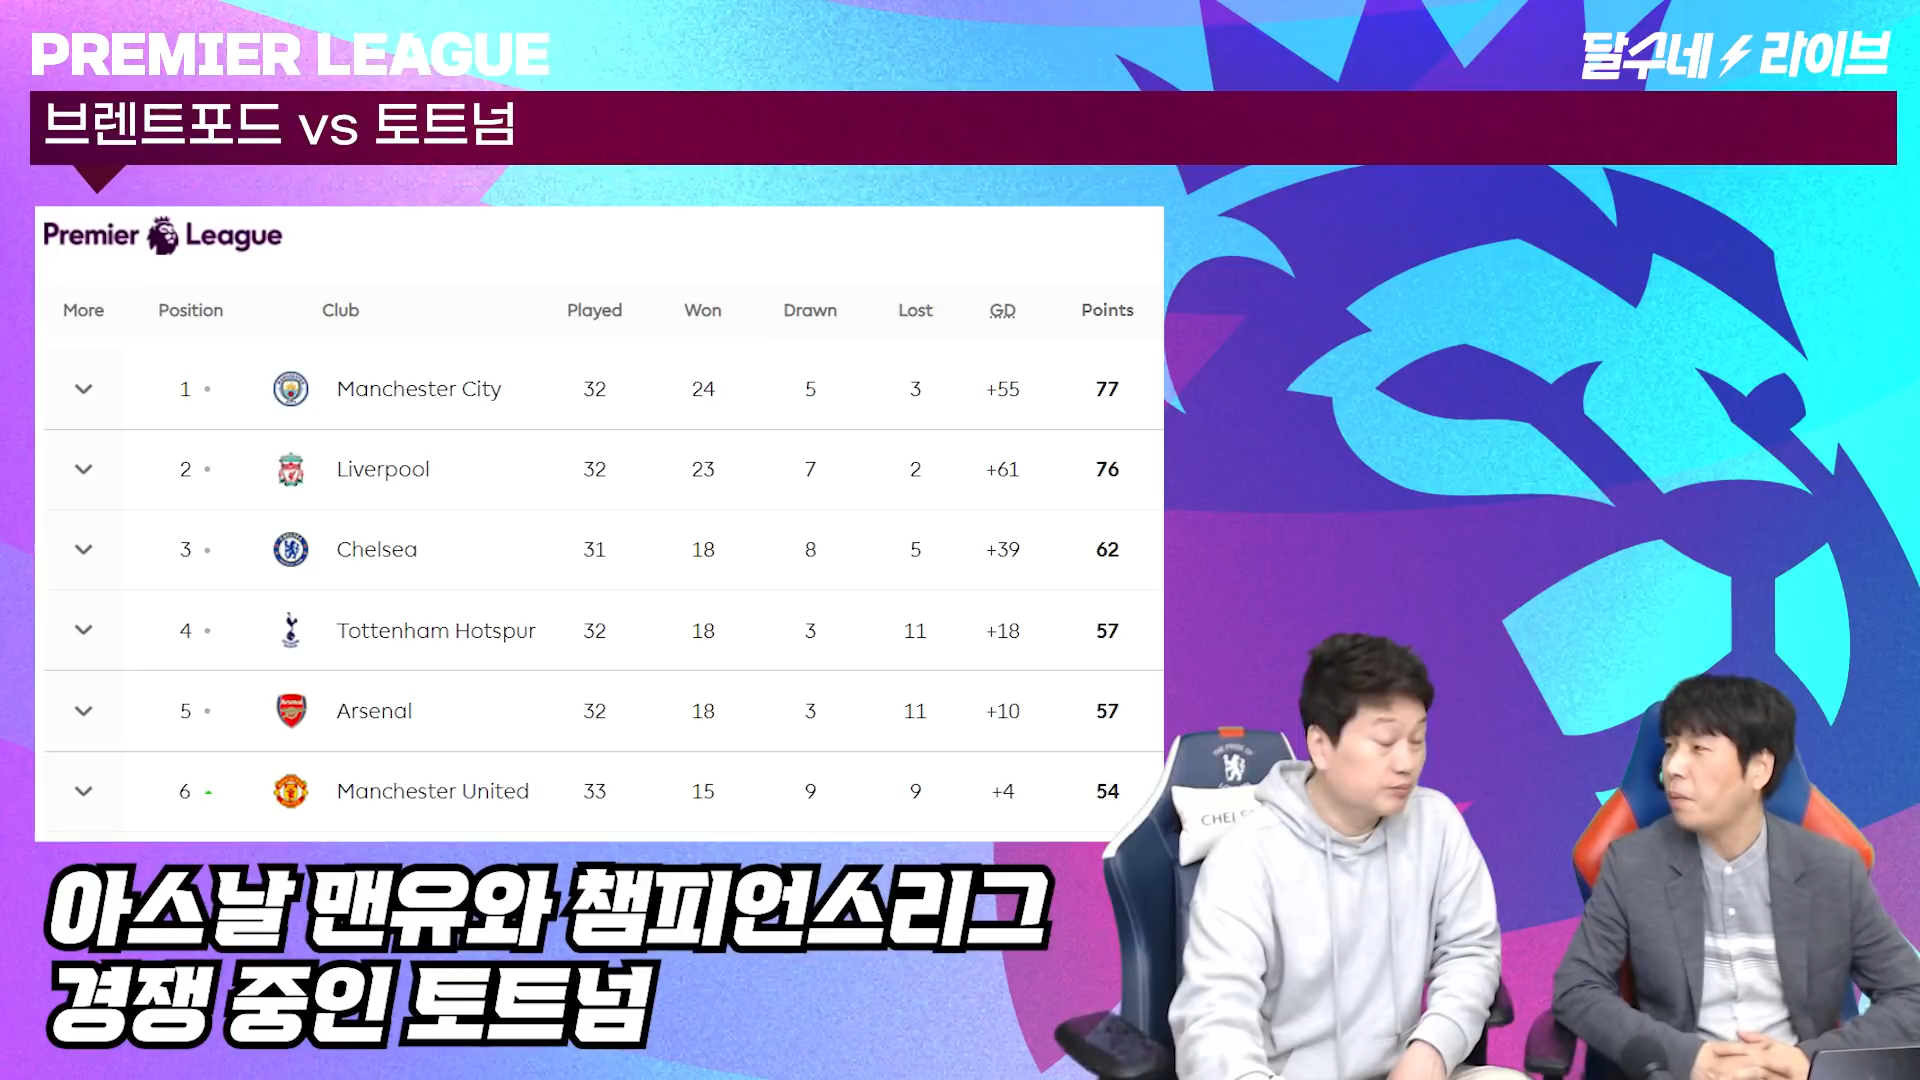 PREMIER LEAGUE
달수네 라이브
브렌트포드 vs 토트넘
Premier League
More Position Club Played Won Drawn Lost GD Points
1 Manchester City 32 24 5 3 +55 77
2 Liverpool 32 23 7 2 +61 76
3 Chelsea 31 18 8 5 +39 62
4 Tottenham Hotspur 32 18 3 11 +18 57
5 Arsenal 32 18 3 11 +10 57
6 Manchester United 33 15 9 9 +4 54
아스날 맨유와 챔피언스리그
경쟁 중인 토트넘